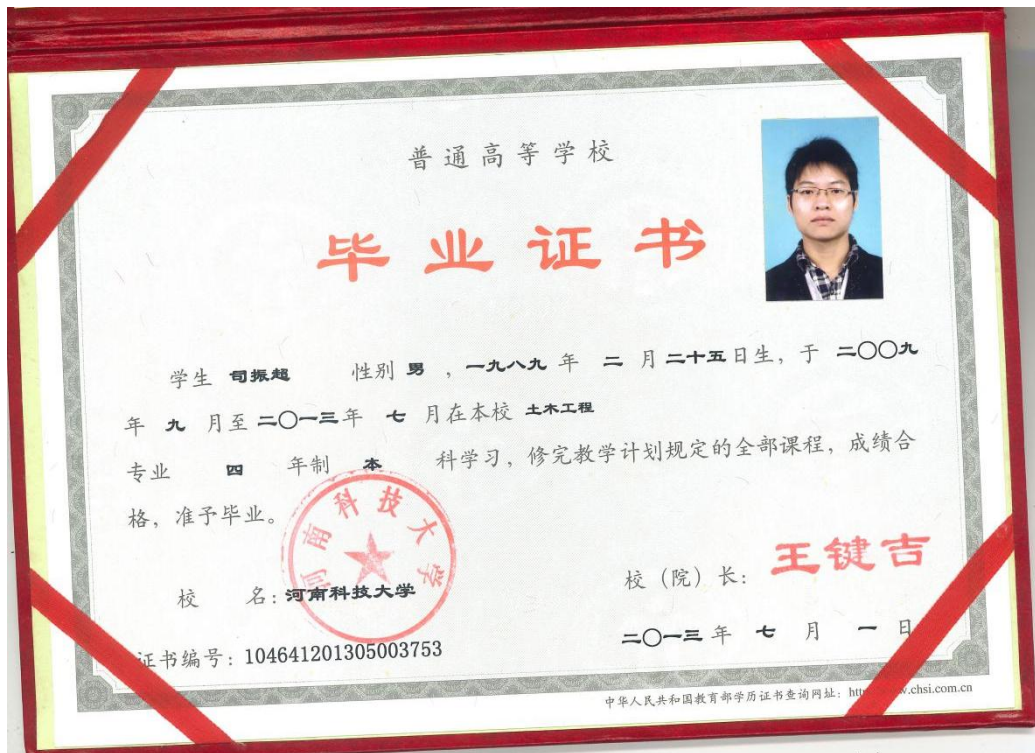 普通高等学校
毕业证书
学生 司振超 性别 男 ，一九八九 年 二 月 二十五 日生，于 二〇〇九
年 九 月至 二〇一三 年 七 月在本校 土木工程
专业 四 年制 本 科学习，修完教学计划规定的全部课程，成绩合
格，准予毕业。
河南科技大学
校 名：河南科技大学
校（院）长：王键吉
证书编号：104641201305003753
二〇一三 年 七 月 一 日
中华人民共和国教育部学历证书查询网址：http .chsi.com.cn